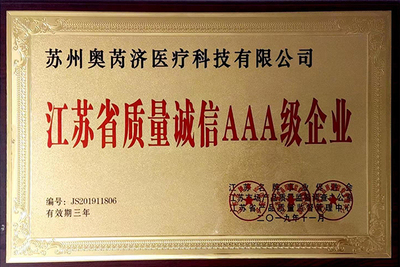 苏州奥芮济医疗科技有限公司
江苏省质量诚信AAA级企业
编号：JS201911806
有效期三年
二〇一九年十一月